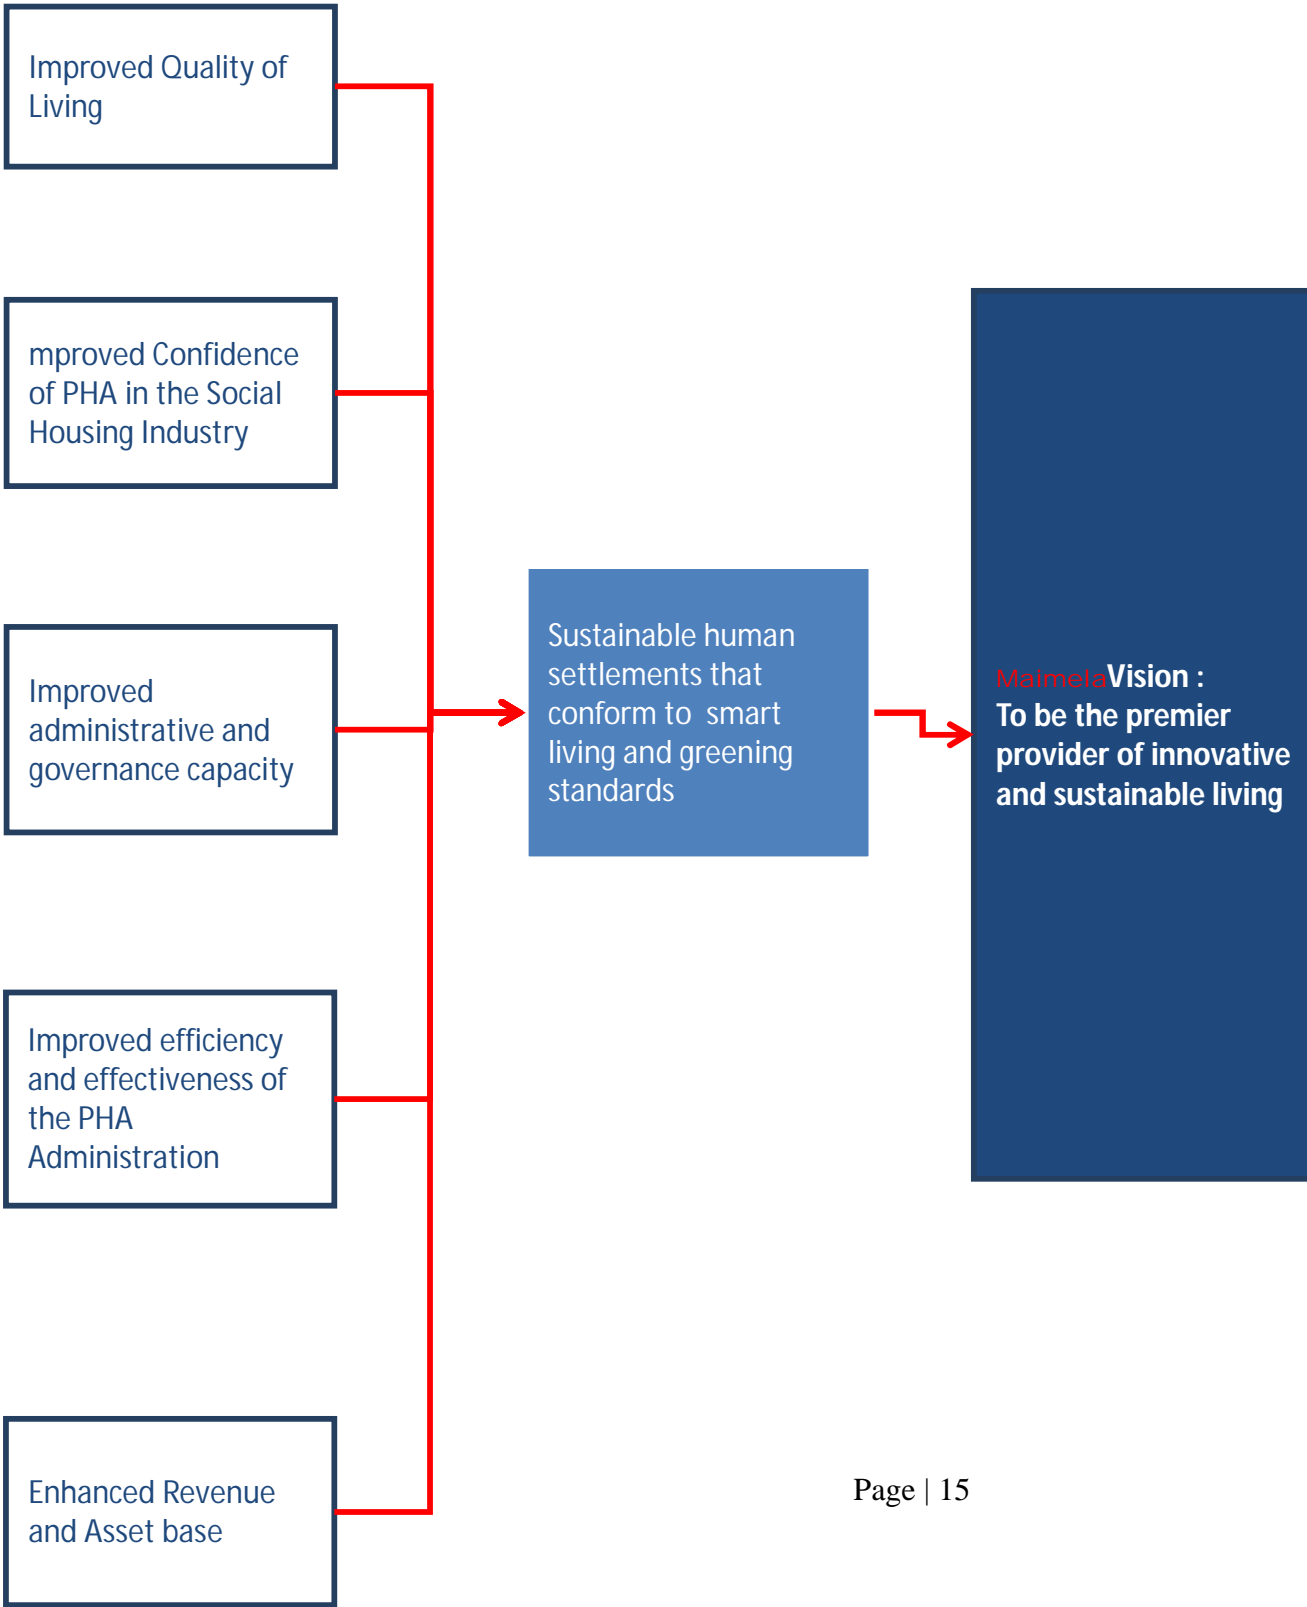 Improved Quality of
Living
mproved Confidence
of PHA in the Social
Housing Industry
Improved
administrative and
governance capacity
Improved efficiency
and effectiveness of
the PHA
Administration
Enhanced Revenue
and Asset base
Sustainable human
settlements that
conform to smart
living and greening
standards
MaimelaVision :
To be the premier
provider of innovative
and sustainable living
Page | 15